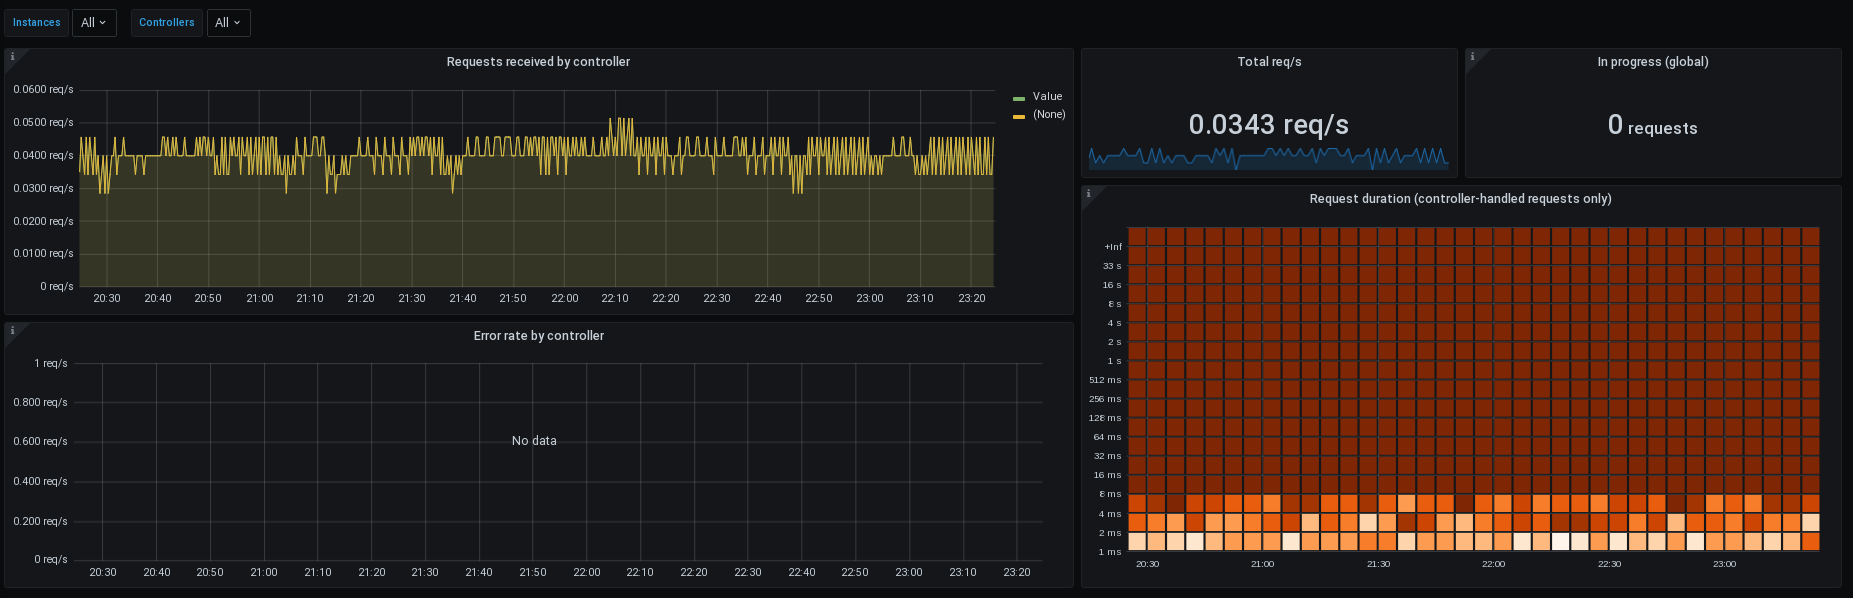 Instances All Controllers All
Requests received by controller
0.0600 req/s
0.0500 req/s
0.0400 req/s
0.0300 req/s
0.0200 req/s
0.0100 req/s
0 req/s
20:30 20:40 20:50 21:00 21:10 21:20 21:30 21:40 21:50 22:00 22:10 22:20 22:30 22:40 22:50 23:00 23:10 23:20
Value
(None)
Total req/s
0.0343 req/s
In progress (global)
0 requests
Error rate by controller
1 req/s
0.800 req/s
0.600 req/s
0.400 req/s
0.200 req/s
0 req/s
No data
20:30 20:40 20:50 21:00 21:10 21:20 21:30 21:40 21:50 22:00 22:10 22:20 22:30 22:40 22:50 23:00 23:10 23:20
Request duration (controller-handled requests only)
+Inf
33 s
16 s
8 s
4 s
2 s
1 s
512 ms
256 ms
128 ms
64 ms
32 ms
16 ms
8 ms
4 ms
2 ms
1 ms
20:30 21:00 21:30 22:00 22:30 23:00